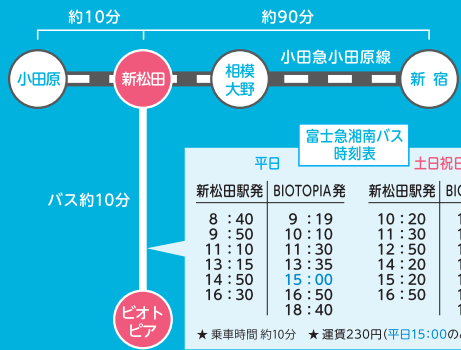 約10分
約90分
小田急小田原線
小田原
新松田
相模
大野
新宿
富士急湘南バス
時刻表
平日
土日祝日
バス約10分
新松田駅発 BIOTOPIA発
8:40 9:19
9:50 10:10
11:10 11:30
13:15 13:35
14:50 15:00
16:30 16:50
18:40
新松田駅発
10:20
11:30
12:50
14:20
15:20
16:50
ビオト
ピア
★乗車時間 約10分 ★運賃230円(平日15:00の